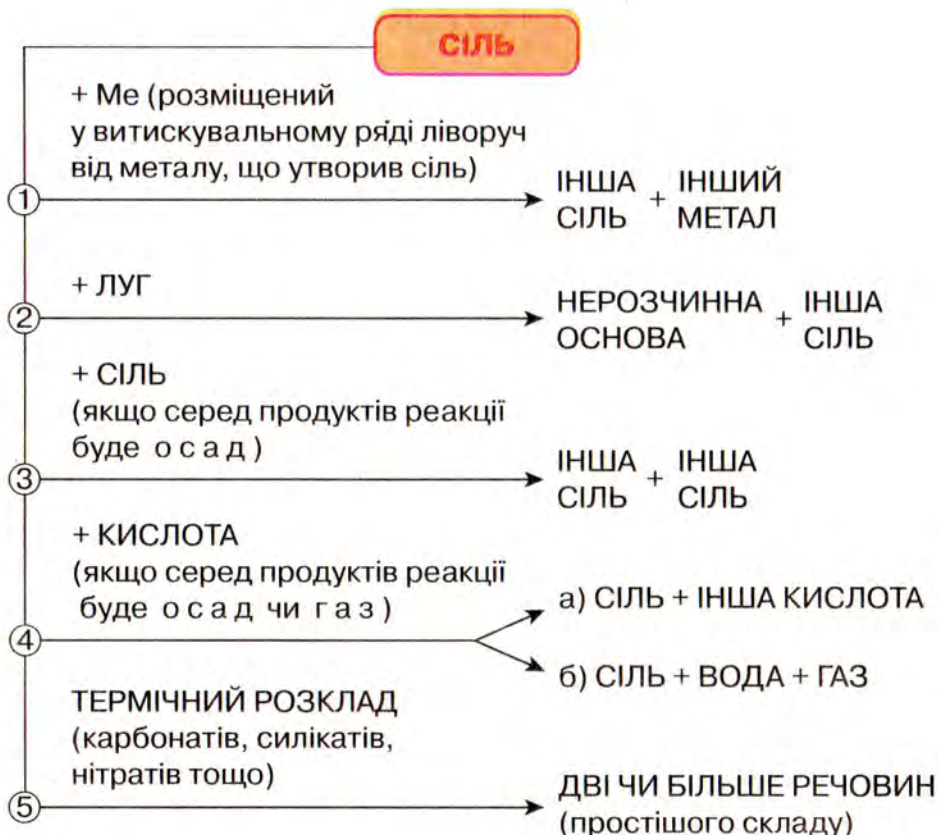 СІЛЬ
+ Ме (розміщений
у витискувальному ряді ліворуч
від металу, що утворив сіль)
1
ІНША + ІНШИЙ
СІЛЬ МЕТАЛ
+ ЛУГ
2
НЕРОЗЧИННА + ІНША
ОСНОВА СІЛЬ
+ СІЛЬ
(якщо серед продуктів реакції
буде осад)
3
ІНША + ІНША
СІЛЬ СІЛЬ
+ КИСЛОТА
(якщо серед продуктів реакції
буде осад чи газ)
4
а) СІЛЬ + ІНША КИСЛОТА
б) СІЛЬ + ВОДА + ГАЗ
ТЕРМІЧНИЙ РОЗКЛАД
(карбонатів, силікатів,
нітратів тощо)
5
ДВІ ЧИ БІЛЬШЕ РЕЧОВИН
(простішого складу)